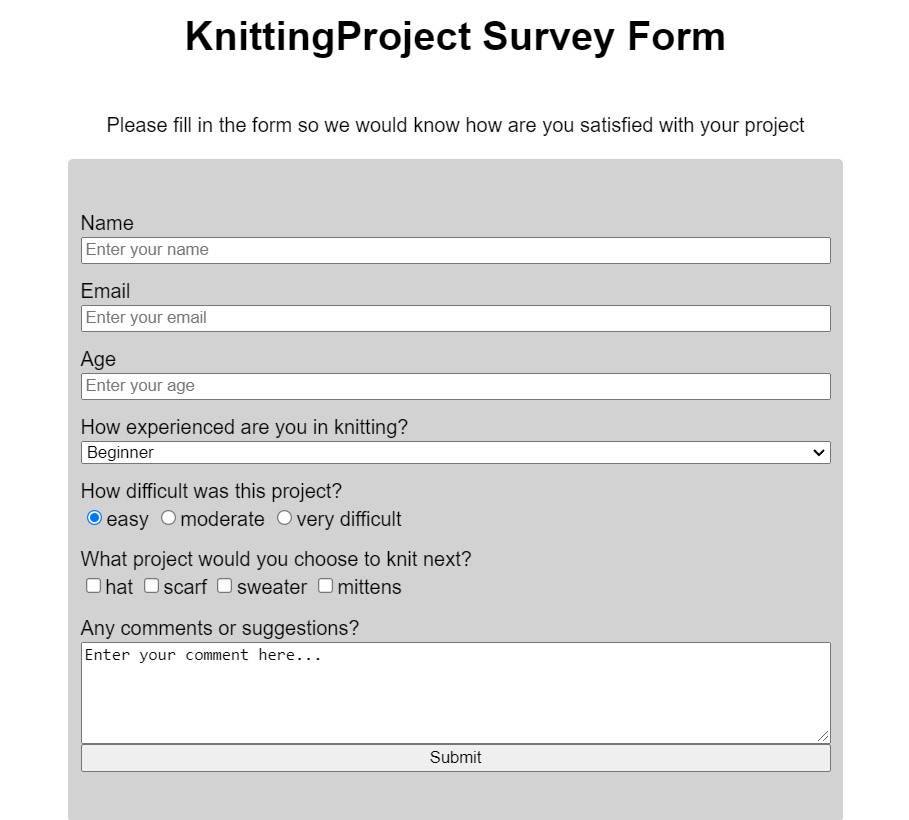 KnittingProject Survey Form
Please fill in the form so we would know how are you satisfied with your project
Name
Enter your name
Email
Enter your email
Age
Enter your age
How experienced are you in knitting?
Beginner
How difficult was this project?
easy moderate very difficult
What project would you choose to knit next?
hat scarf sweater mittens
Any comments or suggestions?
Enter your comment here...
Submit